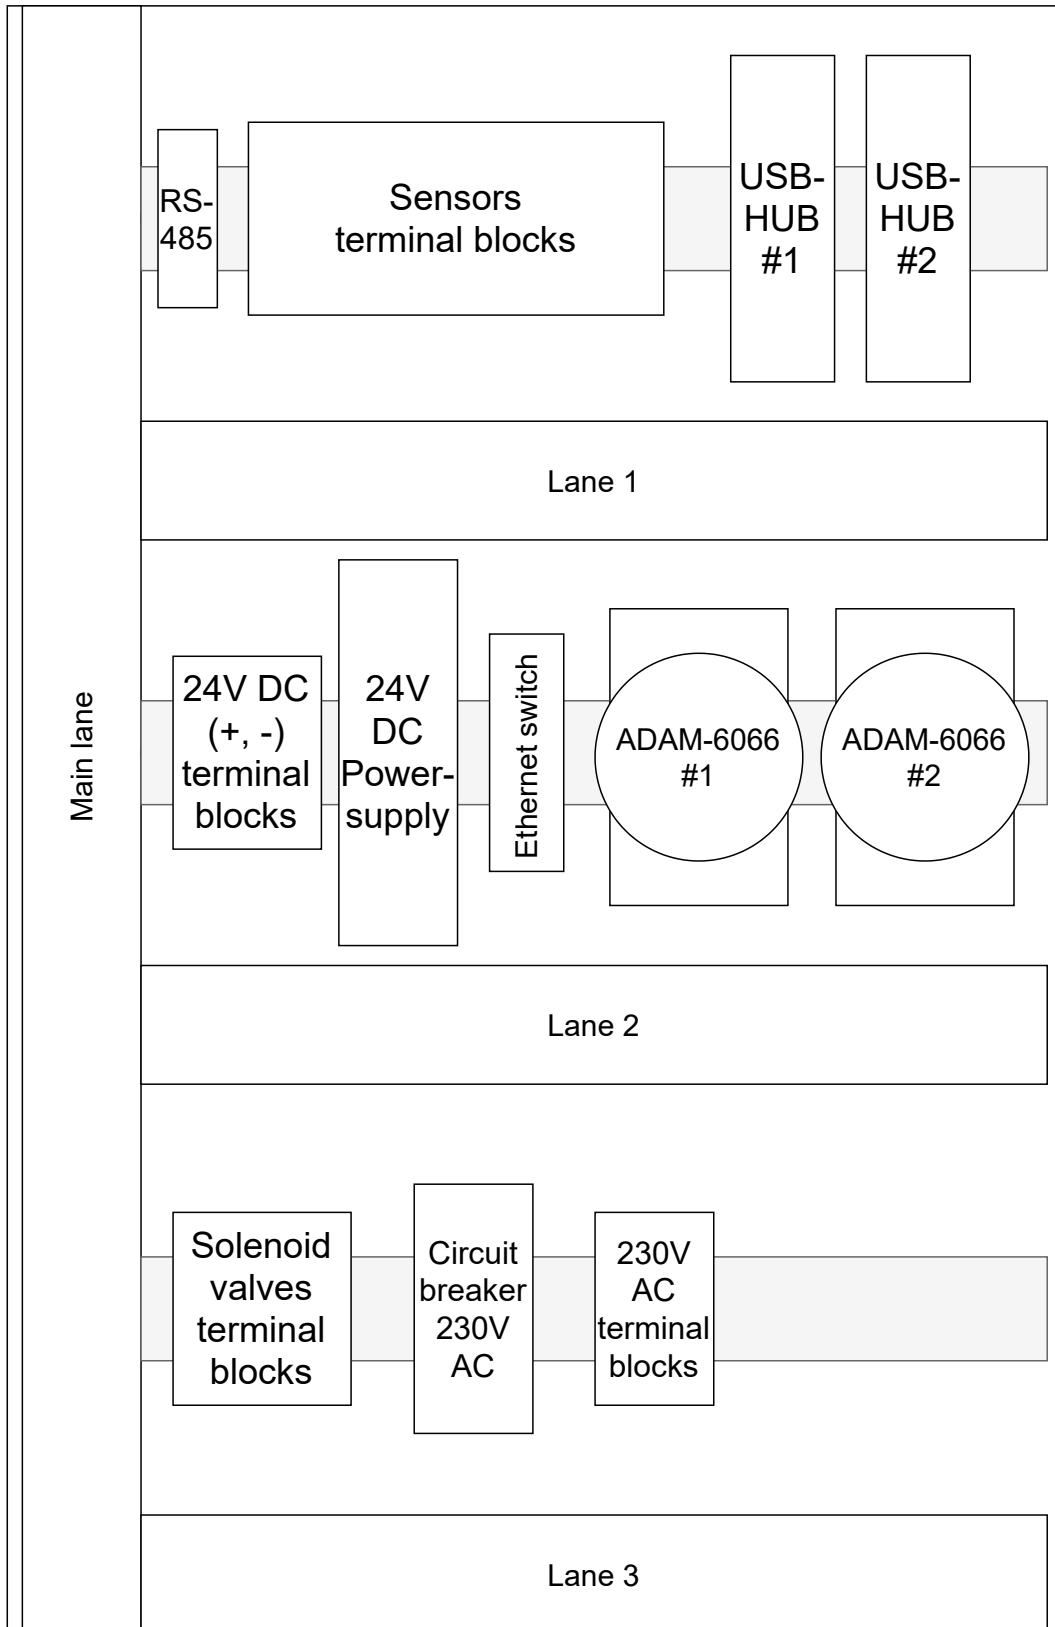 RS-
485
Sensors
terminal blocks
USB-
HUB
#1
USB-
HUB
#2
Lane 1
Main lane
24V DC
(+, -)
terminal
blocks
24V
DC
Power-
supply
Ethernet switch
ADAM-6066
#1
ADAM-6066
#2
Lane 2
Solenoid
valves
terminal
blocks
Circuit
breaker
230V
AC
230V
AC
terminal
blocks
Lane 3